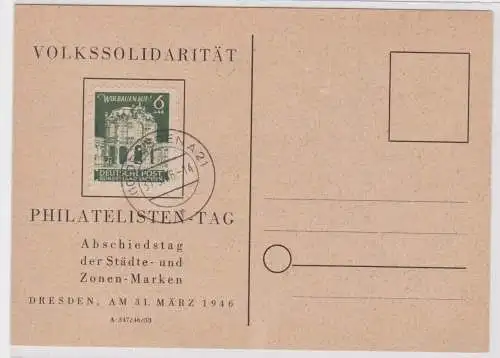 VOLKSSOLIDARITÄT
WIR BAUEN AUF!
6
DEUTSCHE POST
PHILATELISTEN-TAG
Abschiedstag
der Städte- und
Zonen-Marken
DRESDEN, AM 31. MÄRZ 1946